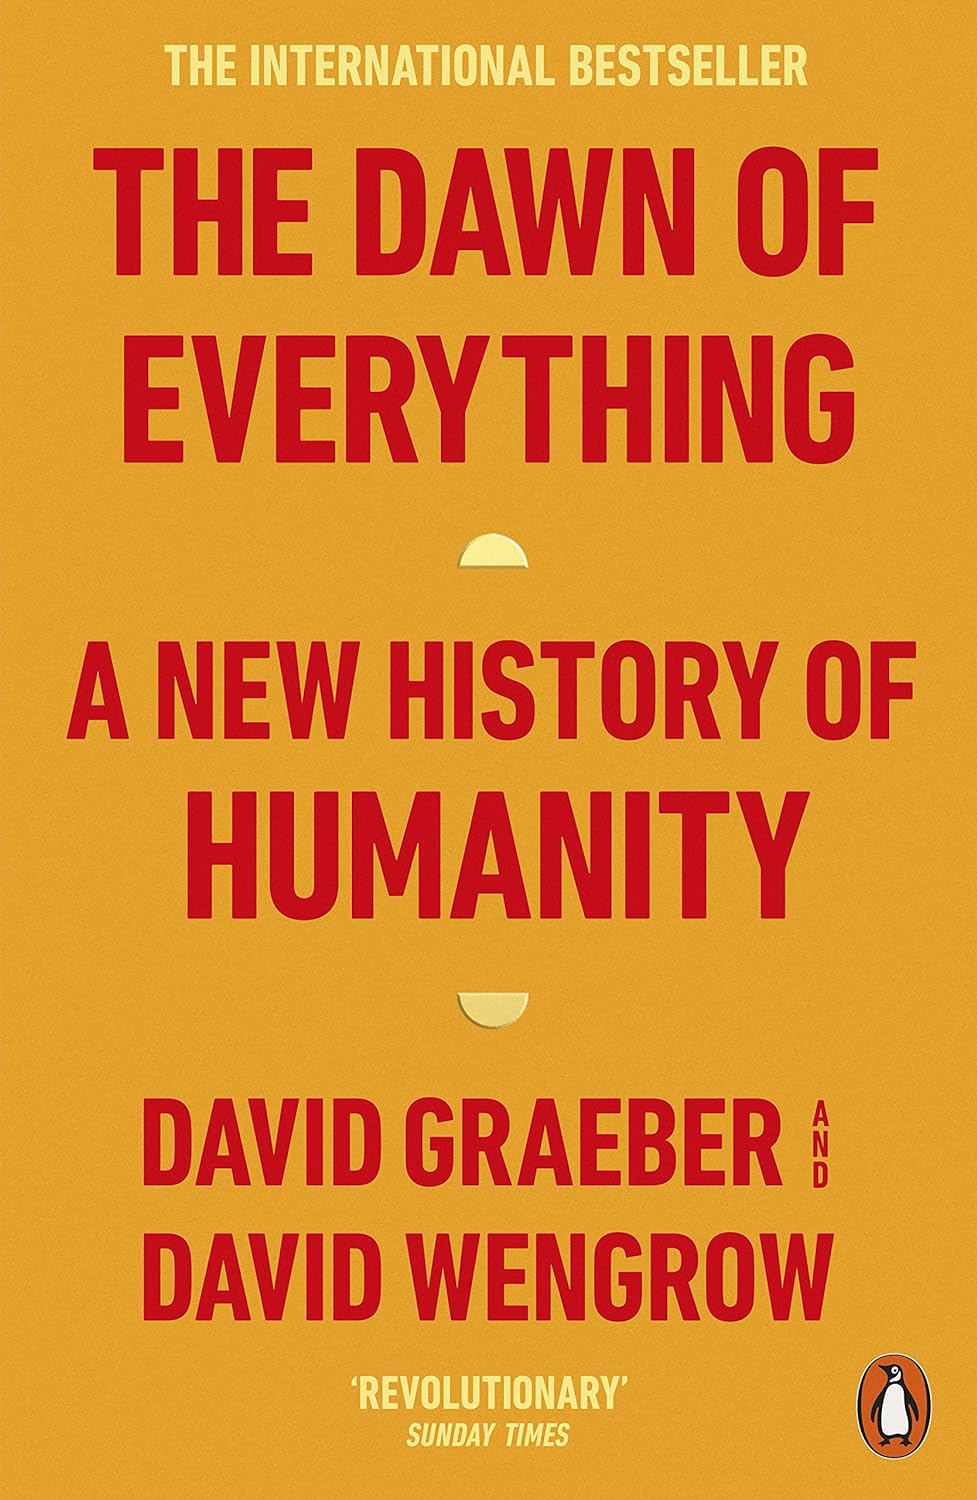 THE INTERNATIONAL BESTSELLER
THE DAWN OF
EVERYTHING
A NEW HISTORY OF
HUMANITY
DAVID GRAEBER AND
DAVID WENGROW
‘REVOLUTIONARY’
SUNDAY TIMES